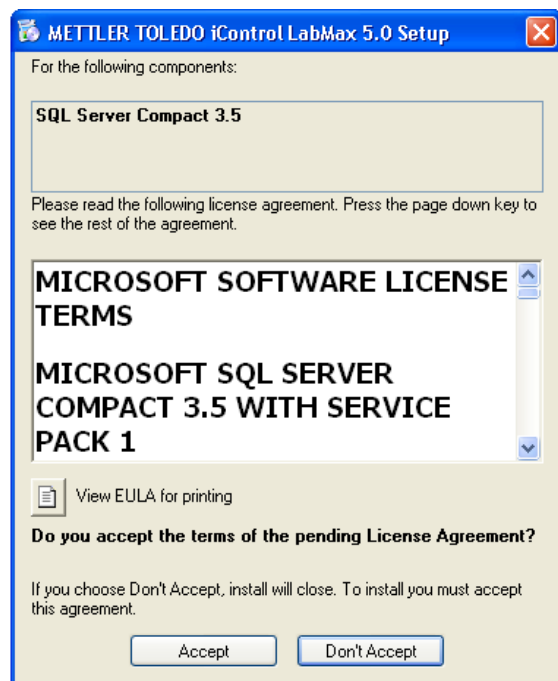 METTLER TOLEDO iControl LabMax 5.0 Setup
For the following components:
SQL Server Compact 3.5
Please read the following license agreement. Press the page down key to
see the rest of the agreement.
MICROSOFT SOFTWARE LICENSE
TERMS
MICROSOFT SQL SERVER
COMPACT 3.5 WITH SERVICE
PACK 1
View EULA for printing
Do you accept the terms of the pending License Agreement?
If you choose Don't Accept, install will close. To install you must accept
this agreement.
Accept
Don't Accept